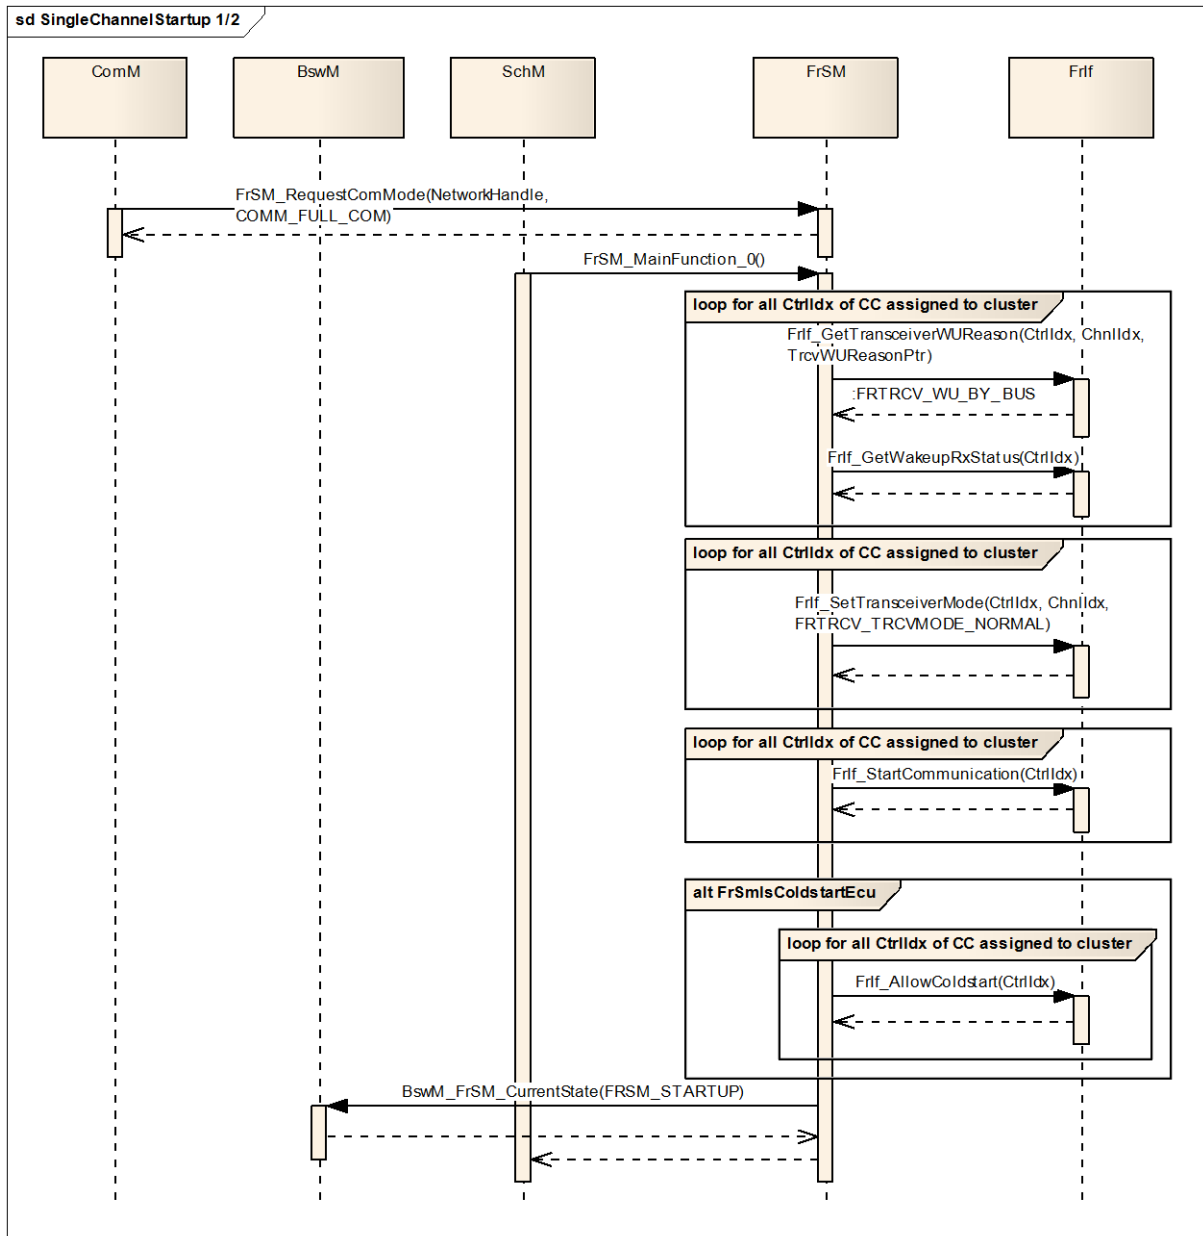 sd SingleChannelStartup 1/2
ComM
BswM
SchM
FrSM
FrIf
FrSM_RequestComMode(NetworkHandle,
COMM_FULL_COM)
FrSM_MainFunction_0()
loop for all CtrlIdx of CC assigned to cluster
FrIf_GetTransceiverWUReason(CtrlIdx, ChnlIdx,
TrcvWUReasonPtr)
:FRTRCV_WU_BY_BUS
FrIf_GetWakeupRxStatus(CtrlIdx)
loop for all CtrlIdx of CC assigned to cluster
FrIf_SetTransceiverMode(CtrlIdx, ChnlIdx,
FRTRCV_TRCVMODE_NORMAL)
loop for all CtrlIdx of CC assigned to cluster
FrIf_StartCommunication(CtrlIdx)
alt FrSmIsColdstartEcu
loop for all CtrlIdx of CC assigned to cluster
FrIf_AllowColdstart(CtrlIdx)
BswM_FrSM_CurrentState(FRSM_STARTUP)